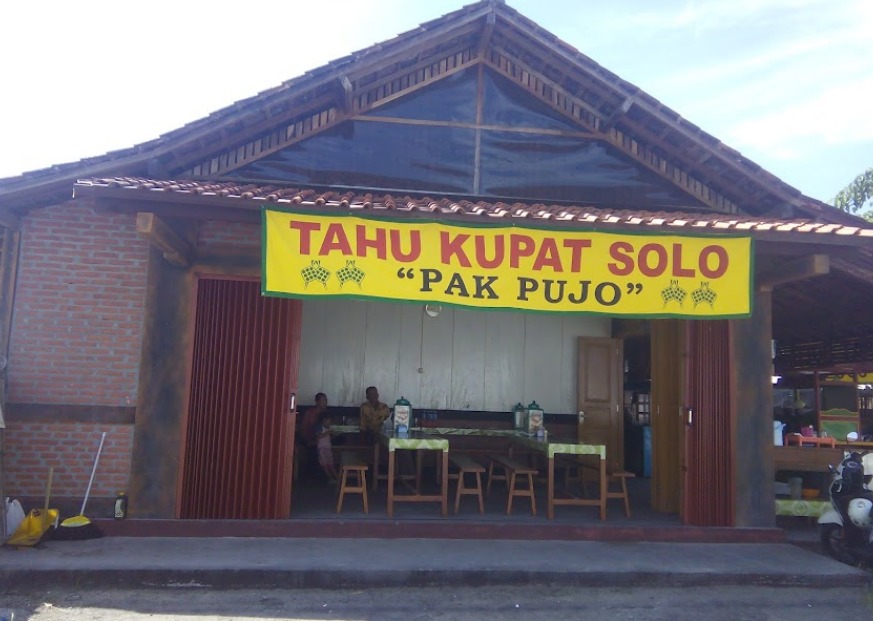 TAHU KUPAT SOLO
“PAK PUJO”